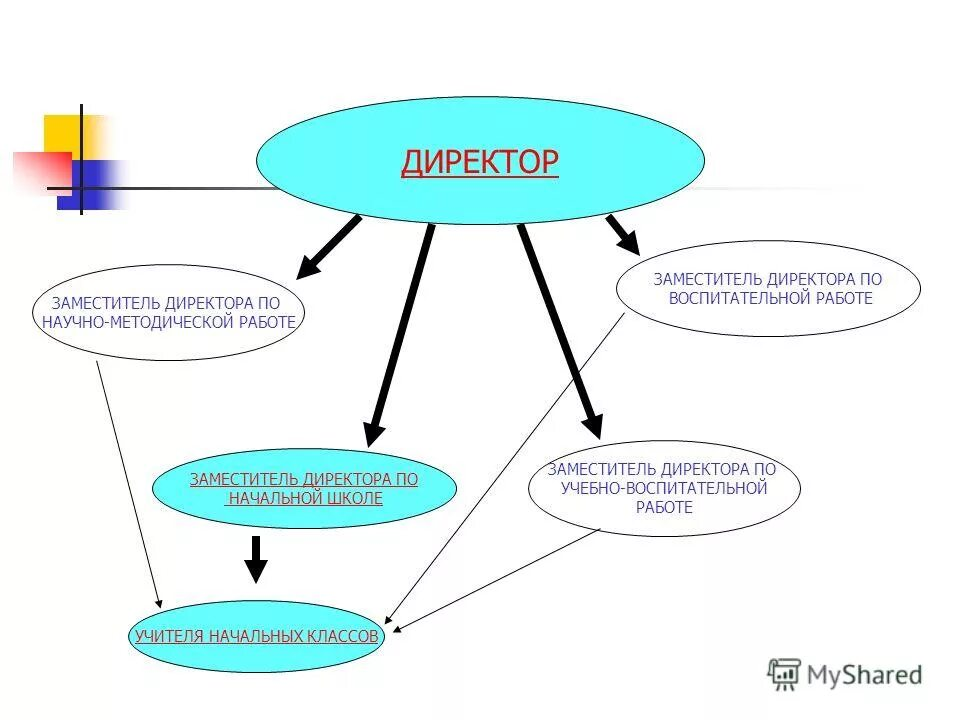 ДИРЕКТОР
ЗАМЕСТИТЕЛЬ ДИРЕКТОРА ПО
НАУЧНО-МЕТОДИЧЕСКОЙ РАБОТЕ
ЗАМЕСТИТЕЛЬ ДИРЕКТОРА ПО
ВОСПИТАТЕЛЬНОЙ РАБОТЕ
ЗАМЕСТИТЕЛЬ ДИРЕКТОРА ПО
НАЧАЛЬНОЙ ШКОЛЕ
ЗАМЕСТИТЕЛЬ ДИРЕКТОРА ПО
УЧЕБНО-ВОСПИТАТЕЛЬНОЙ
РАБОТЕ
УЧИТЕЛЯ НАЧАЛЬНЫХ КЛАССОВ
MyShared